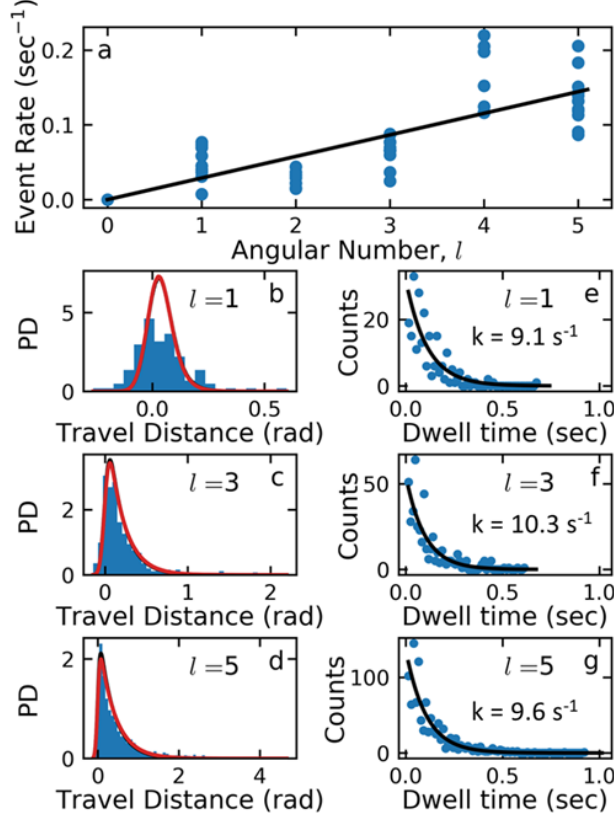 a
Event Rate (sec⁻¹)
0.2
0.1
0.0
0 1 2 3 4 5
Angular Number, l
b
l =1
PD
5
0
0.0 0.5
Travel Distance (rad)
e
l =1
k = 9.1 s⁻¹
Counts
20
0
0.0 0.5 1.0
Dwell time (sec)
c
l =3
PD
2
0
0 1 2
Travel Distance (rad)
f
l =3
k = 10.3 s⁻¹
Counts
50
0
0.0 0.5 1.0
Dwell time (sec)
d
l =5
PD
2
0
0 2 4
Travel Distance (rad)
g
l =5
k = 9.6 s⁻¹
Counts
100
0
0.0 0.5 1.0
Dwell time (sec)